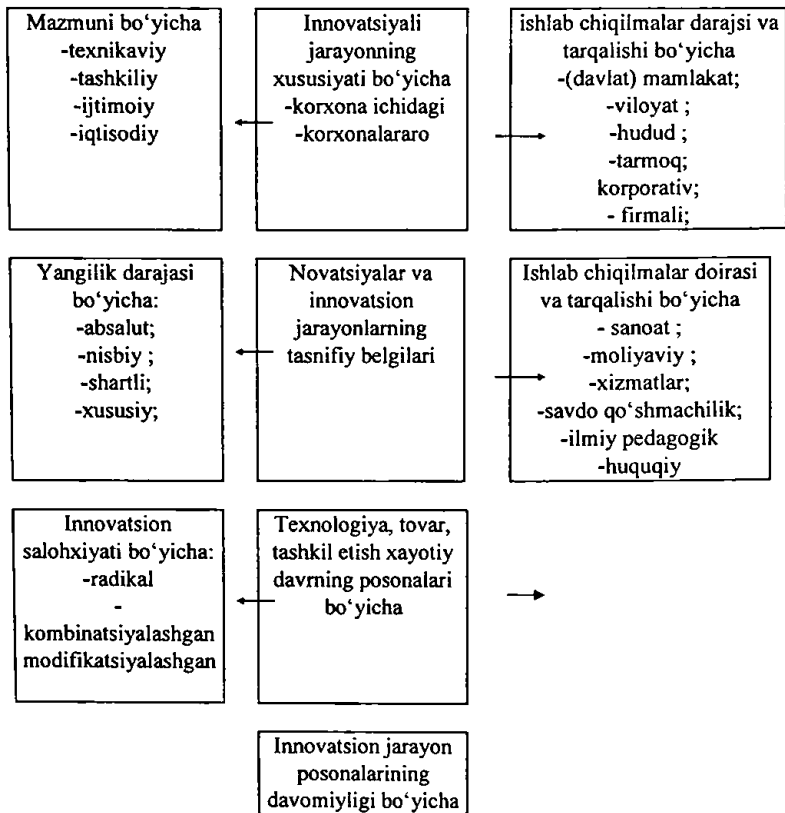 Mazmuni bo‘yicha
-texnikaviy
-tashkiliy
-ijtimoiy
-iqtisodiy
Innovatsiyali
jarayonning
xususiyati bo‘yicha
-korxona ichidagi
-korxonalararo
ishlab chiqilmalar darajsi va
tarqalishi bo‘yicha
-(davlat) mamlakat;
-viloyat ;
-hudud ;
-tarmoq;
korporativ;
- firmali;
Yangilik darajasi
bo‘yicha:
-absalut;
-nisbiy ;
-shartli;
-xususiy;
Novatsiyalar va
innovatsion
jarayonlarning
tasnifiy belgilari
Ishlab chiqilmalar doirasi
va tarqalishi bo‘yicha
- sanoat ;
-moliyaviy ;
-xizmatlar;
-savdo qo‘shmachilik;
-ilmiy pedagogik
-huquqiy
Innovatsion
salohxiyati bo‘yicha:
-radikal
-
kombinatsiyalashgan
modifikatsiyalashgan
Texnologiya, tovar,
tashkil etish xayotiy
davrning posonalari
bo‘yicha
Innovatsion jarayon
posonalarining
davomiyligi bo‘yicha